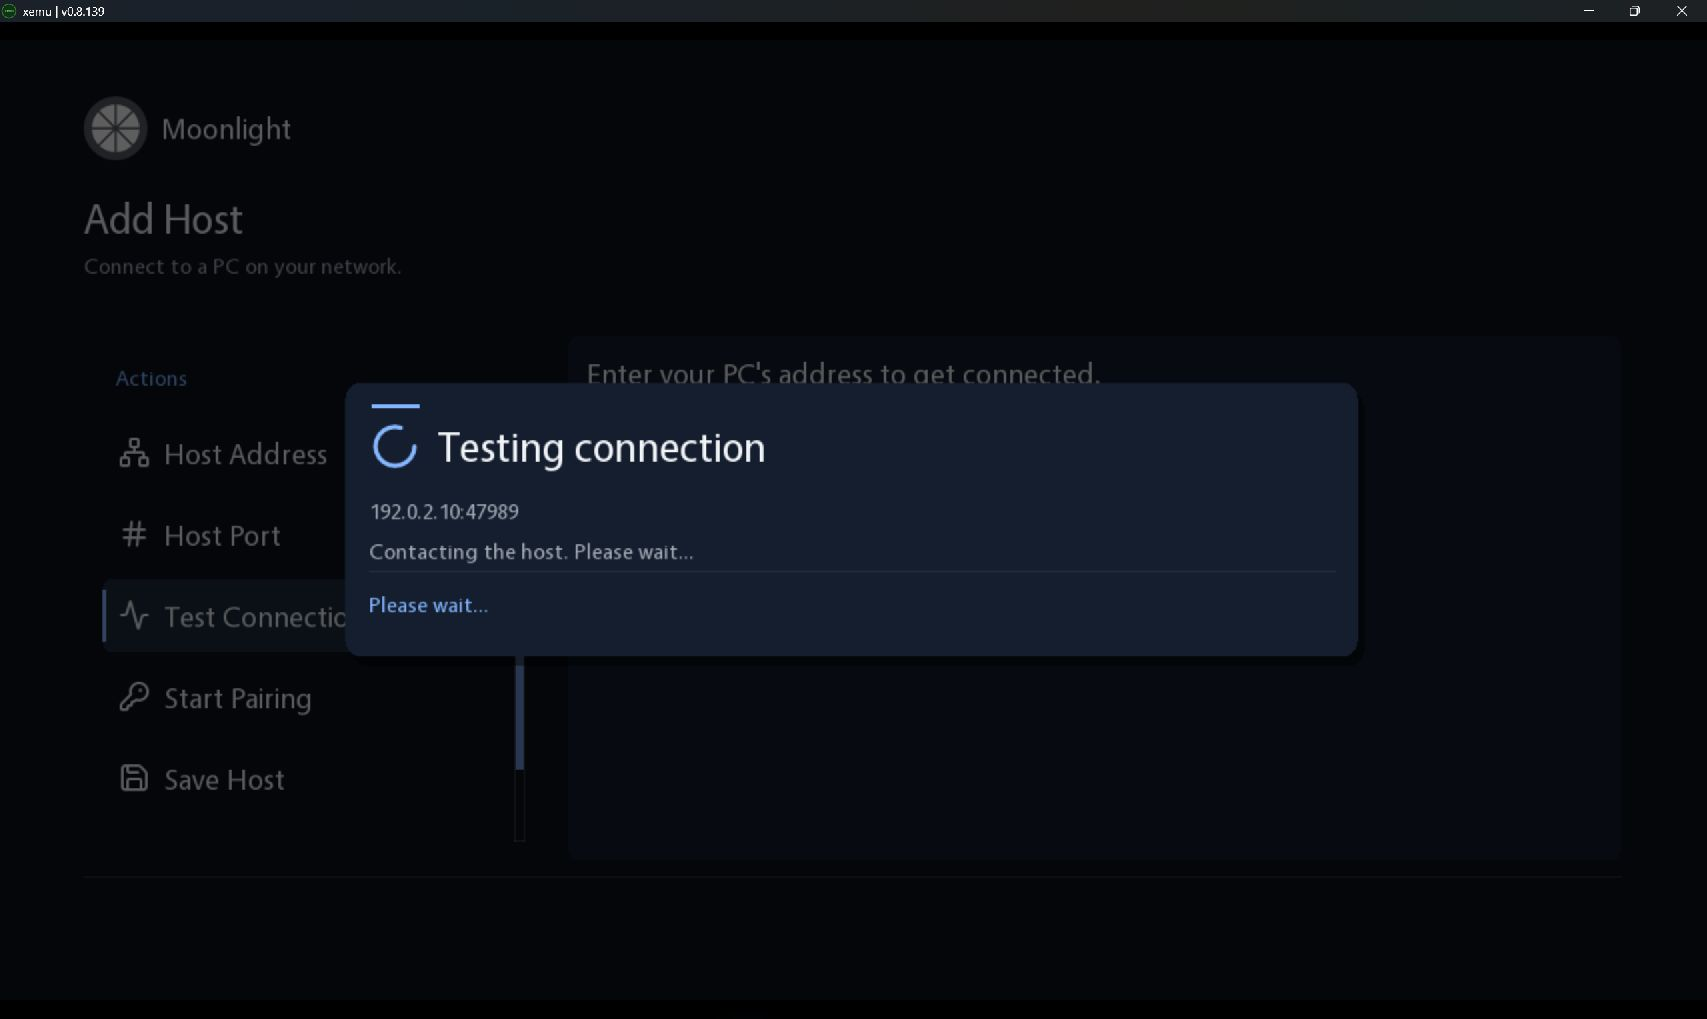 xemu | v0.8.139
Moonlight
Add Host
Connect to a PC on your network.
Actions
Enter your PC's address to get connected.
Host Address
Host Port
Test Connectio
Start Pairing
Save Host
Testing connection
192.0.2.10:47989
Contacting the host. Please wait...
Please wait...